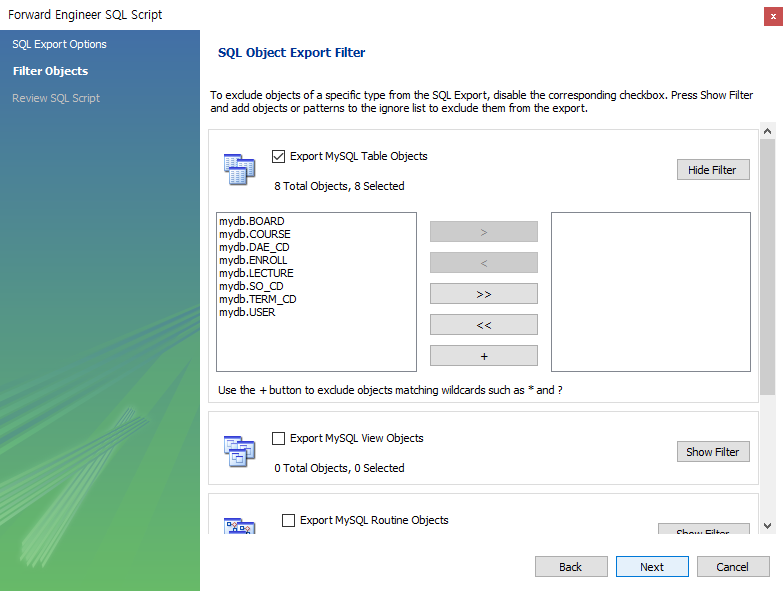 Forward Engineer SQL Script
x
SQL Export Options
Filter Objects
Review SQL Script
SQL Object Export Filter
To exclude objects of a specific type from the SQL Export, disable the corresponding checkbox. Press Show Filter
and add objects or patterns to the ignore list to exclude them from the export.
Export MySQL Table Objects
8 Total Objects, 8 Selected
Hide Filter
mydb.BOARD
mydb.COURSE
mydb.DAE_CD
mydb.ENROLL
mydb.LECTURE
mydb.SO_CD
mydb.TERM_CD
mydb.USER
>
<
>>
<<
+
Use the + button to exclude objects matching wildcards such as * and ?
Export MySQL View Objects
0 Total Objects, 0 Selected
Show Filter
Export MySQL Routine Objects
Show Filter
Back
Next
Cancel